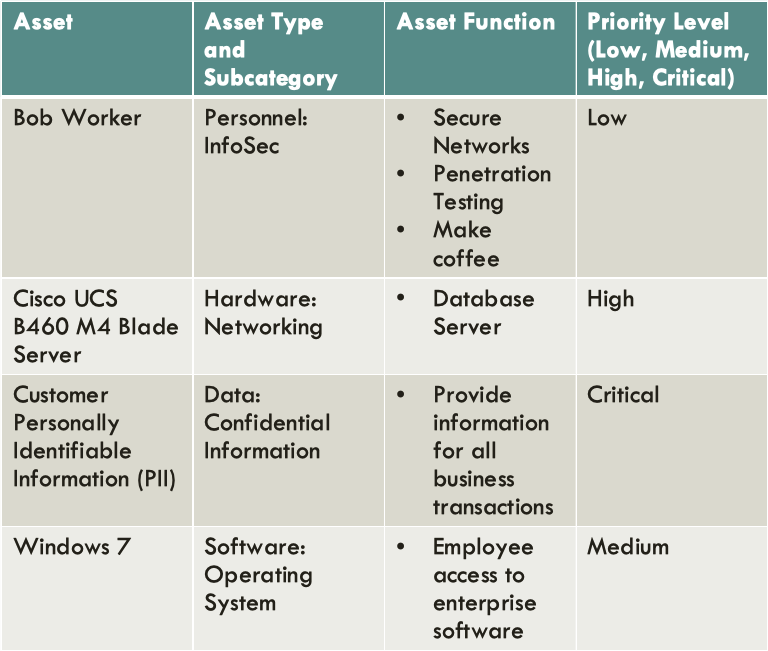 Asset
Asset Type
and
Subcategory
Asset Function
Priority Level
(Low, Medium,
High, Critical)
Bob Worker
Personnel:
InfoSec
• Secure
Networks
• Penetration
Testing
• Make
coffee
Low
Cisco UCS
B460 M4 Blade
Server
Hardware:
Networking
• Database
Server
High
Customer
Personally
Identifiable
Information (PII)
Data:
Confidential
Information
• Provide
information
for all
business
transactions
Critical
Windows 7
Software:
Operating
System
• Employee
access to
enterprise
software
Medium